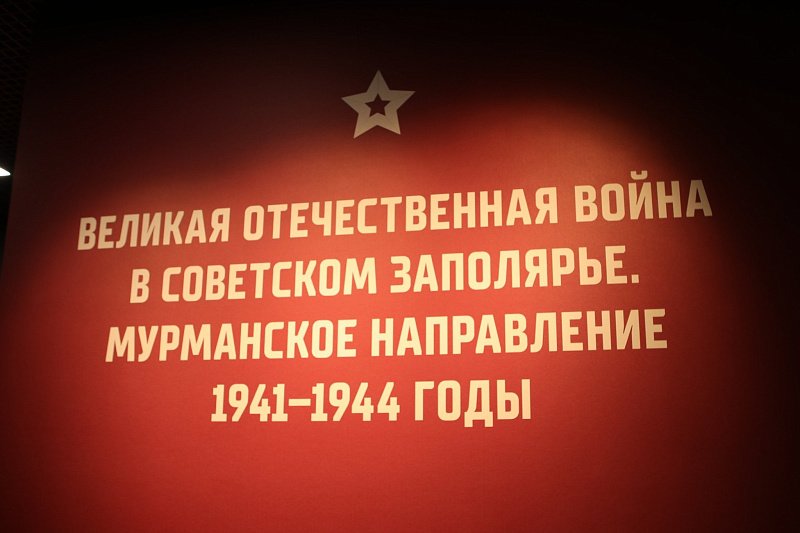 ВЕЛИКАЯ ОТЕЧЕСТВЕННАЯ ВОЙНА
В СОВЕТСКОМ ЗАПОЛЯРЬЕ.
МУРМАНСКОЕ НАПРАВЛЕНИЕ
1941–1944 ГОДЫ